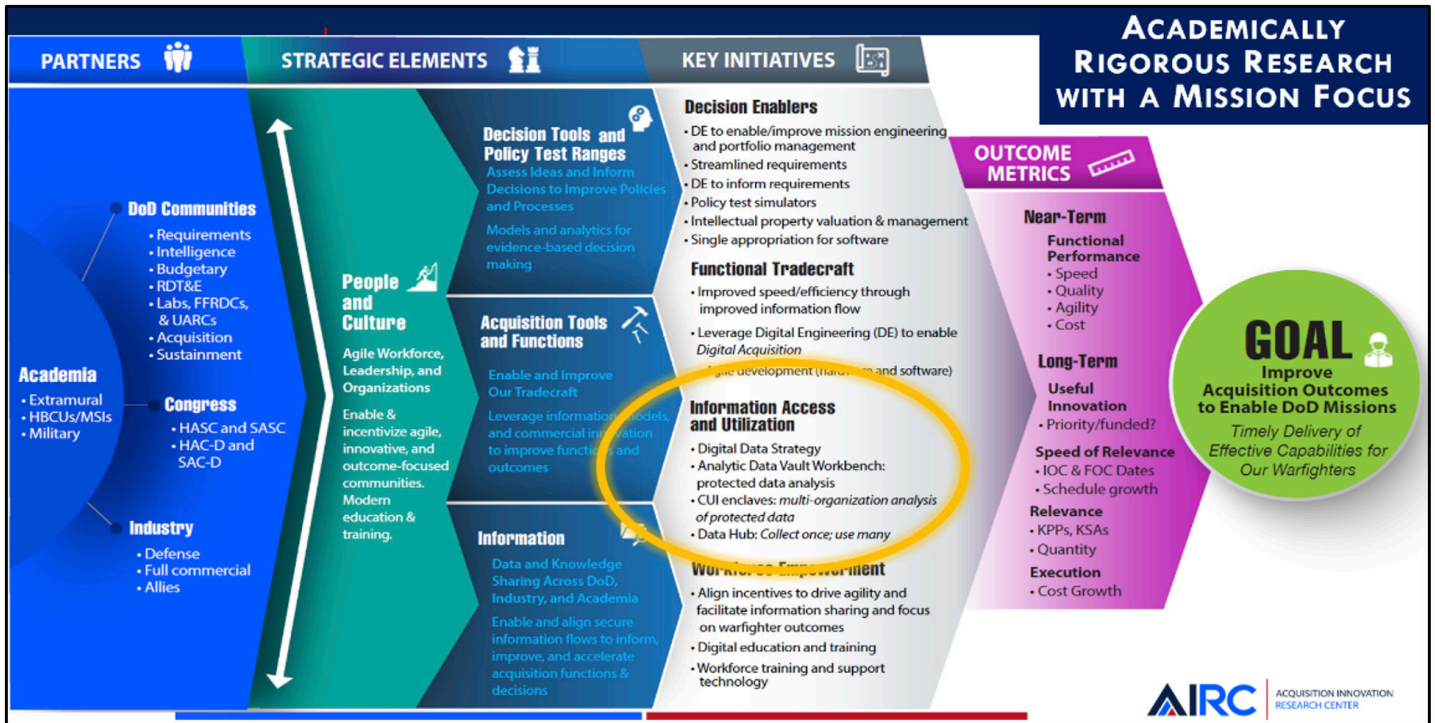 ACADEMICALLY
RIGOROUS RESEARCH
WITH A MISSION FOCUS
PARTNERS
DoD Communities
• Requirements
• Intelligence
• Budgetary
• RDT&E
• Labs, FFRDCs,
& UARCs
• Acquisition
• Sustainment
Academia
• Extramural
• HBCUs/MSIs
• Military
Congress
• HASC and SASC
• HAC-D and
SAC-D
Industry
• Defense
• Full commercial
• Allies
STRATEGIC ELEMENTS
People
and
Culture
Agile Workforce,
Leadership, and
Organizations
Enable &
incentivize agile,
innovative, and
outcome-focused
communities.
Modern
education &
training.
Decision Tools and
Policy Test Ranges
Assess Ideas and Inform
Decisions to Improve Policies
and Processes
Models and analytics for
evidence-based decision
making
Acquisition Tools
and Functions
Enable and Improve
Our Tradecraft
Leverage information models,
and commercial innovation
to improve functions and
outcomes
Information
Data and Knowledge
Sharing Across DoD,
Industry, and Academia
Enable and align secure
information flows to inform,
improve, and accelerate
acquisition functions &
decisions
KEY INITIATIVES
Decision Enablers
• DE to enable/improve mission engineering
and portfolio management
• Streamlined requirements
• DE to inform requirements
• Policy test simulators
• Intellectual property valuation & management
• Single appropriation for software
Functional Tradecraft
• Improved speed/efficiency through
improved information flow
• Leverage Digital Engineering (DE) to enable
Digital Acquisition
• Agile development (hardware and software)
Information Access
and Utilization
• Digital Data Strategy
• Analytic Data Vault Workbench:
protected data analysis
• CUI enclaves: multi-organization analysis
of protected data
• Data Hub: Collect once; use many
Workforce Empowerment
• Align incentives to drive agility and
facilitate information sharing and focus
on warfighter outcomes
• Digital education and training
• Workforce training and support
technology
OUTCOME
METRICS
Near-Term
Functional
Performance
• Speed
• Quality
• Agility
• Cost
Long-Term
Useful
Innovation
• Priority/funded?
Speed of Relevance
• IOC & FOC Dates
• Schedule growth
Relevance
• KPPs, KSAs
• Quantity
Execution
• Cost Growth
GOAL
Improve
Acquisition Outcomes
to Enable DoD Missions
Timely Delivery of
Effective Capabilities for
Our Warfighters
AIRC
ACQUISITION INNOVATION
RESEARCH CENTER